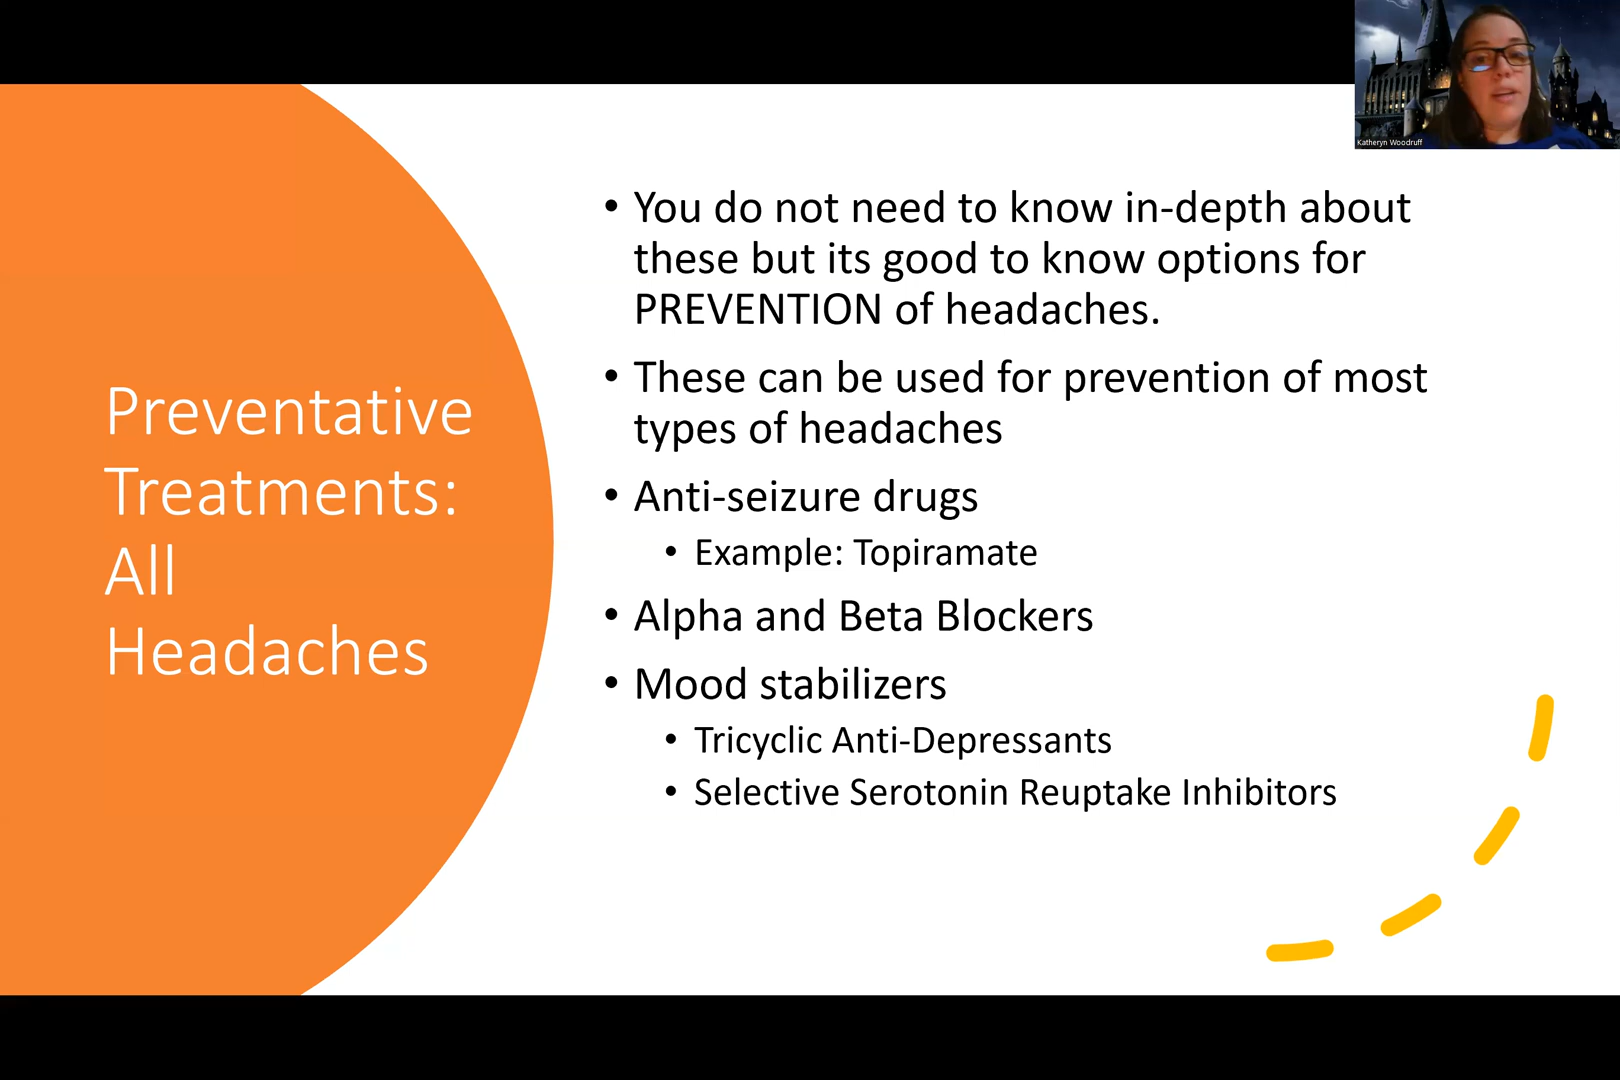 Katheryn Woodruff
Preventative
Treatments:
All
Headaches
• You do not need to know in-depth about
these but its good to know options for
PREVENTION of headaches.
• These can be used for prevention of most
types of headaches
• Anti-seizure drugs
• Example: Topiramate
• Alpha and Beta Blockers
• Mood stabilizers
• Tricyclic Anti-Depressants
• Selective Serotonin Reuptake Inhibitors